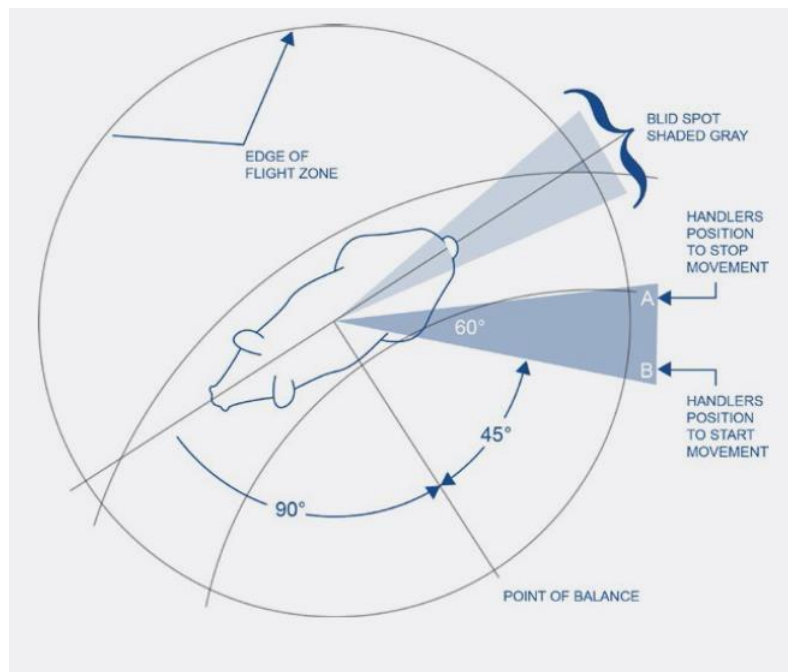 EDGE OF
FLIGHT ZONE
BLID SPOT
SHADED GRAY
HANDLERS
POSITION
TO STOP
MOVEMENT
A
60°
B
HANDLERS
POSITION
TO START
MOVEMENT
45°
90°
POINT OF BALANCE